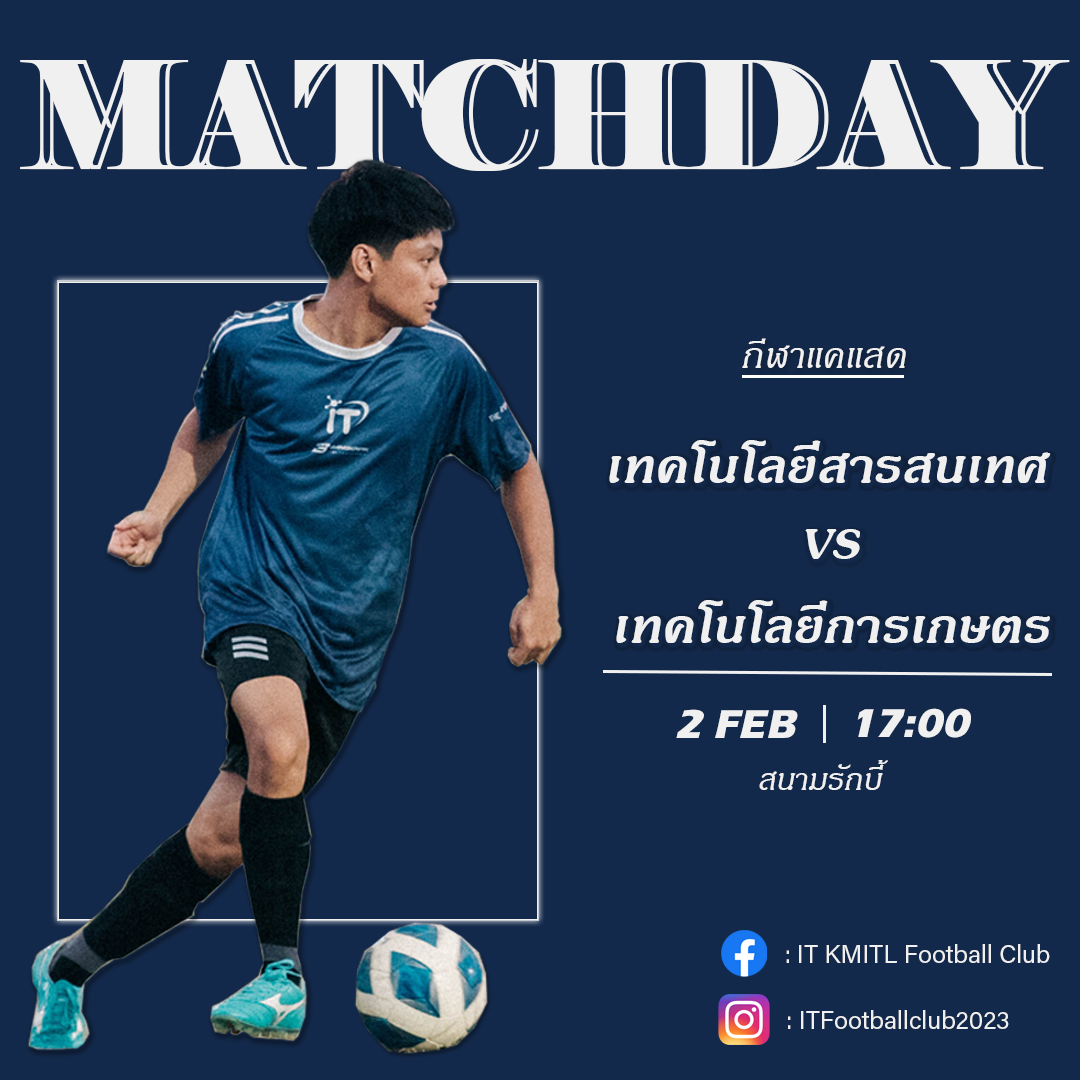 MATCHDAY
กีฬาแคแสด
เทคโนโลยีสารสนเทศ
VS
เทคโนโลยีการเกษตร
2 FEB | 17:00
สนามรักบี้
iT
: IT KMITL Football Club
: ITFootballclub2023